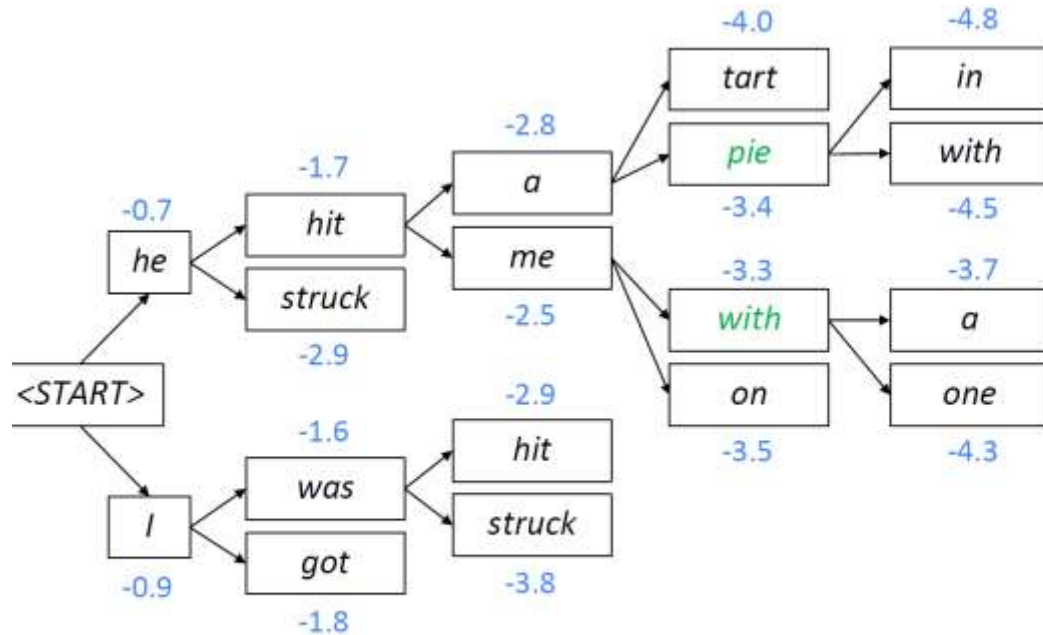 -4.0 -4.8
tart in
-2.8
-1.7 a pie with
-0.7 hit -3.4 -4.5
he me -3.3 -3.7
struck -2.5 with a
-2.9
<START> -2.9 on one
-1.6 hit -3.5 -4.3
was
I struck
got
-0.9 -3.8
-1.8